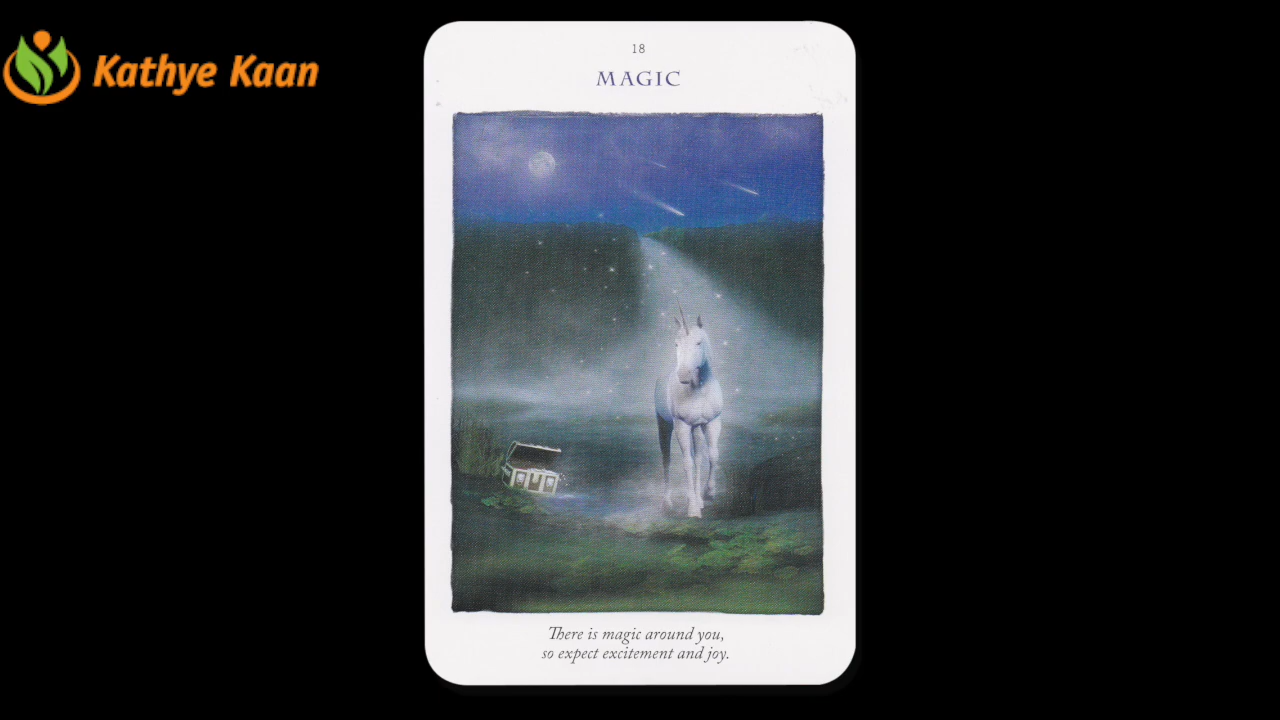 Kathye Kaan
18
MAGIC
There is magic around you,
so expect excitement and joy.